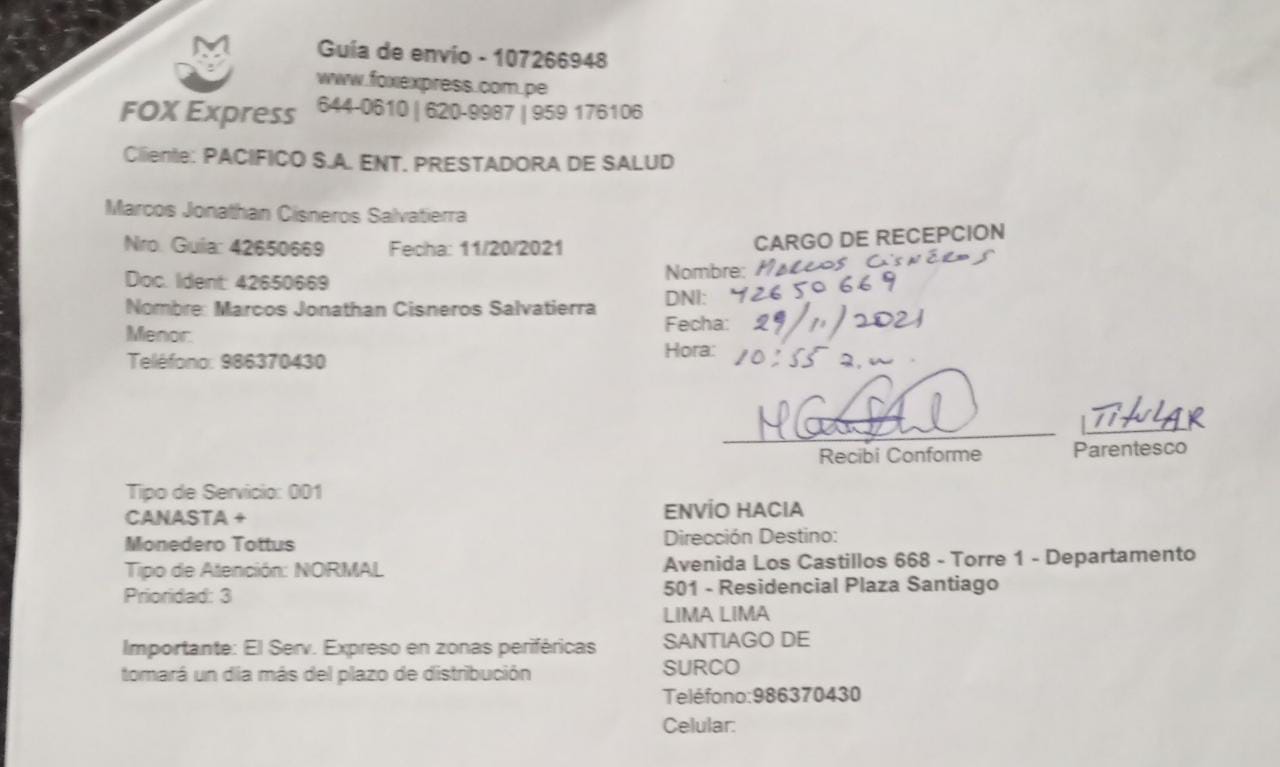 Guía de envío - 107266948
www.foxexpress.com.pe
644-0610 | 620-9987 | 959 176106
FOX Express
Cliente: PACIFICO S.A. ENT. PRESTADORA DE SALUD
Marcos Jonathan Cisneros Salvatierra
Nro. Guía: 42650669 Fecha: 11/20/2021
Doc. Ident: 42650669
Nombre: Marcos Jonathan Cisneros Salvatierra
Menor:
Teléfono: 986370430
CARGO DE RECEPCION
Nombre: Marcos Cisneros
DNI: 42650669
Fecha: 29/11/2021
Hora: 10:55 a.m.
TITULAR
Recibí Conforme Parentesco
Tipo de Servicio: 001
CANASTA +
Monedero Tottus
Tipo de Atención: NORMAL
Prioridad: 3
Importante: El Serv. Expreso en zonas periféricas
tomará un día más del plazo de distribución
ENVÍO HACIA
Dirección Destino:
Avenida Los Castillos 668 - Torre 1 - Departamento
501 - Residencial Plaza Santiago
LIMA LIMA
SANTIAGO DE
SURCO
Teléfono:986370430
Celular: